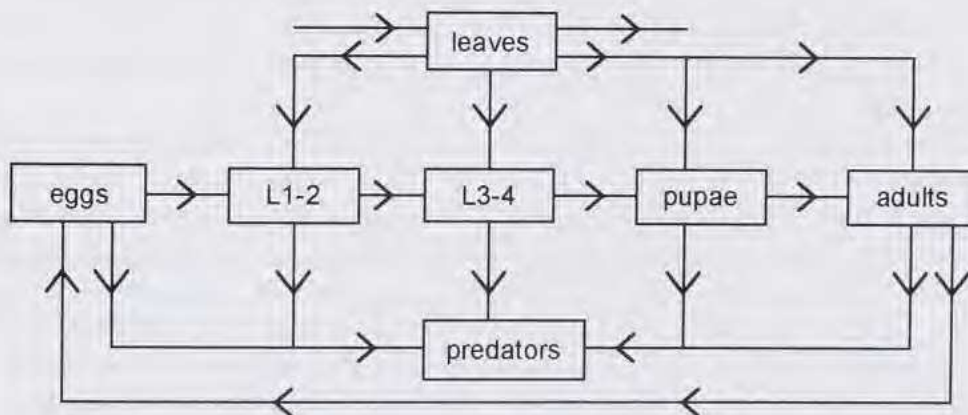 leaves
eggs
L1-2
L3-4
pupae
adults
predators